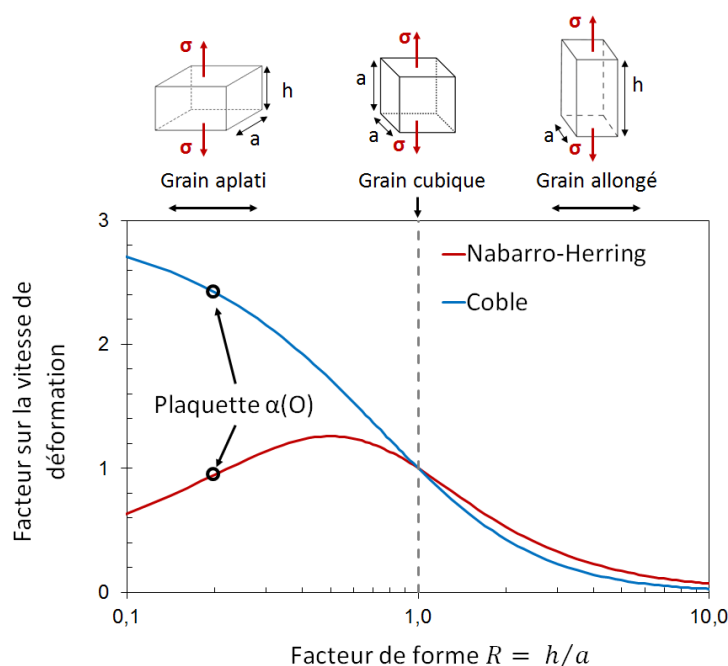 σ
σ
σ
h
a
a
h
a
a
σ
σ
σ
Grain aplati
Grain cubique
Grain allongé
3
Nabarro-Herring
Coble
2
Plaquette α(O)
1
0
0,1
1,0
10,0
Facteur sur la vitesse de
déformation
Facteur de forme R = h/a